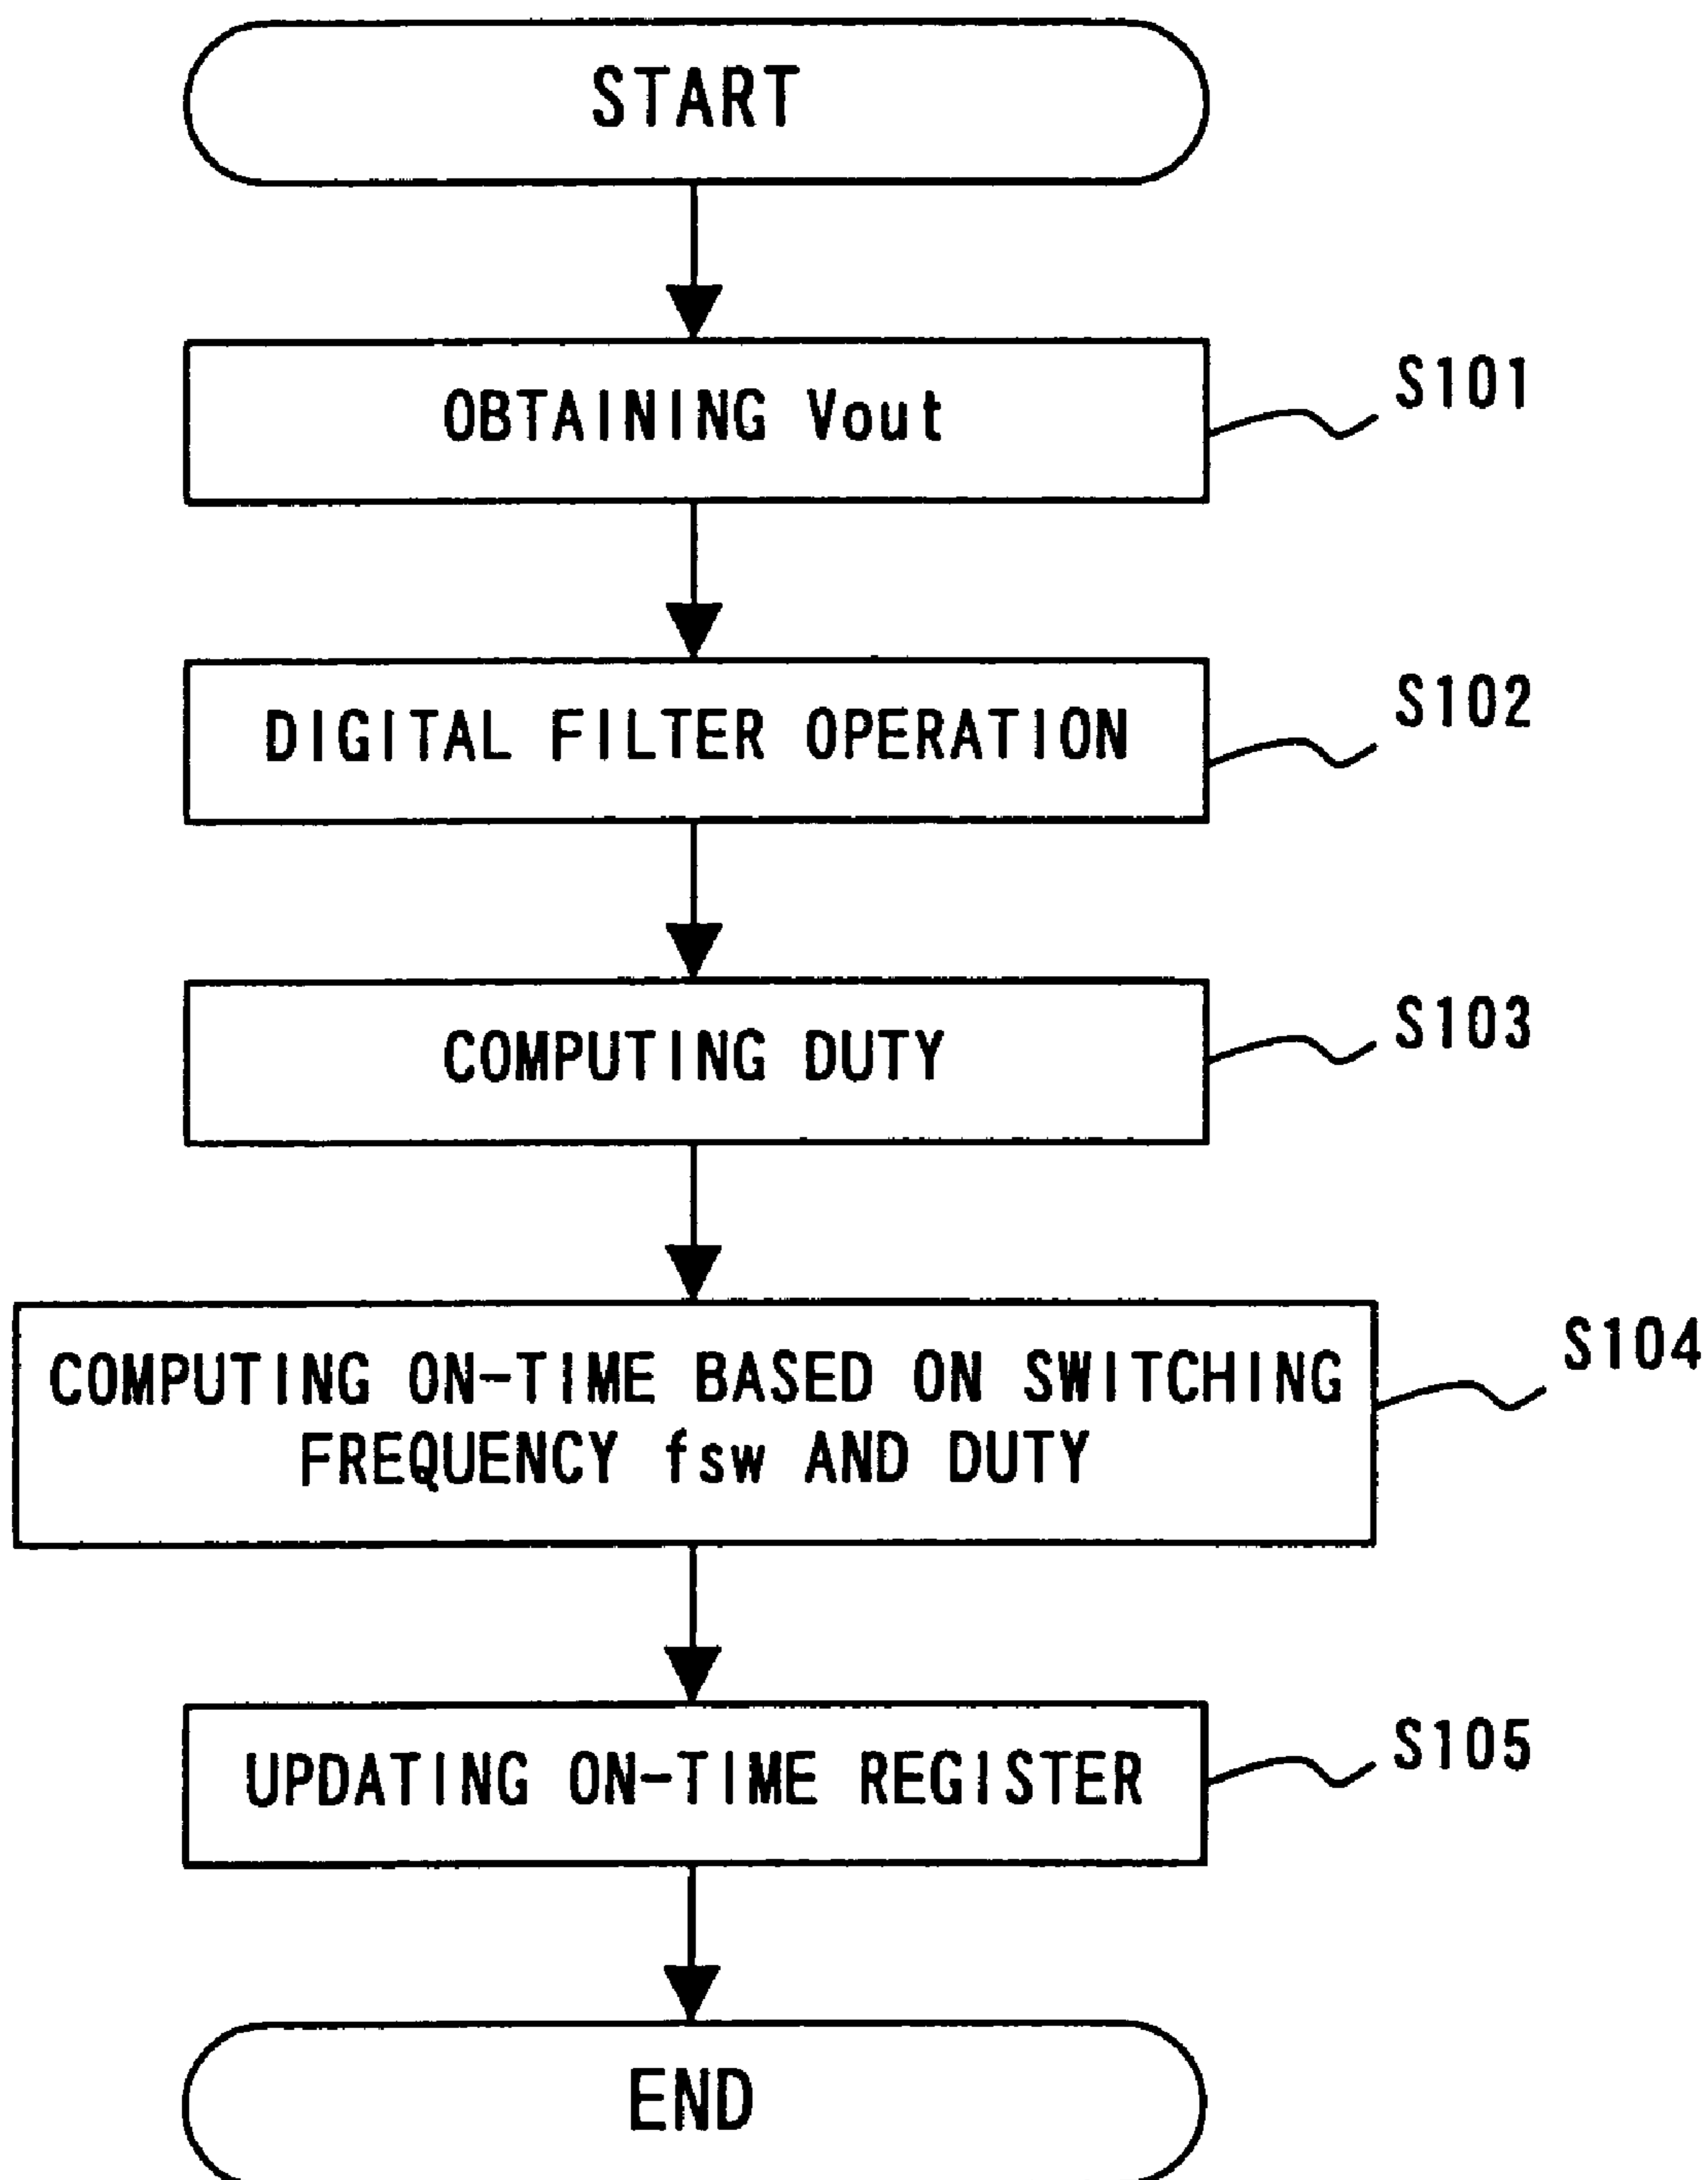 START
OBTAINING Vout
S101
DIGITAL FILTER OPERATION
S102
COMPUTING DUTY
S103
COMPUTING ON-TIME BASED ON SWITCHING
FREQUENCY fsw AND DUTY
S104
UPDATING ON-TIME REGISTER
S105
END